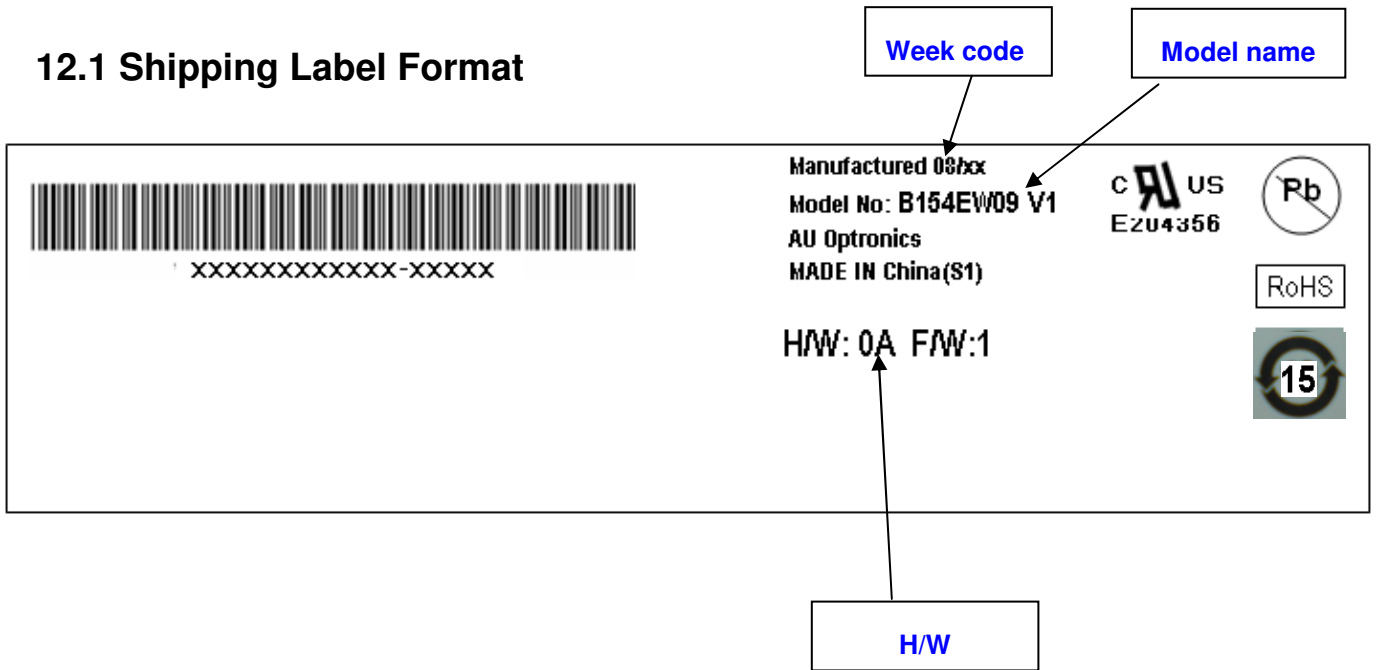 Week code
Model name
12.1 Shipping Label Format
Manufactured 08/xx
Model No: B154EW09 V1
AU Optronics
MADE IN China(S1)
H/W: 0A F/W:1
XXXXXXXXXXXX-XXXXX
C RU US
E204356
Pb
RoHS
15
H/W